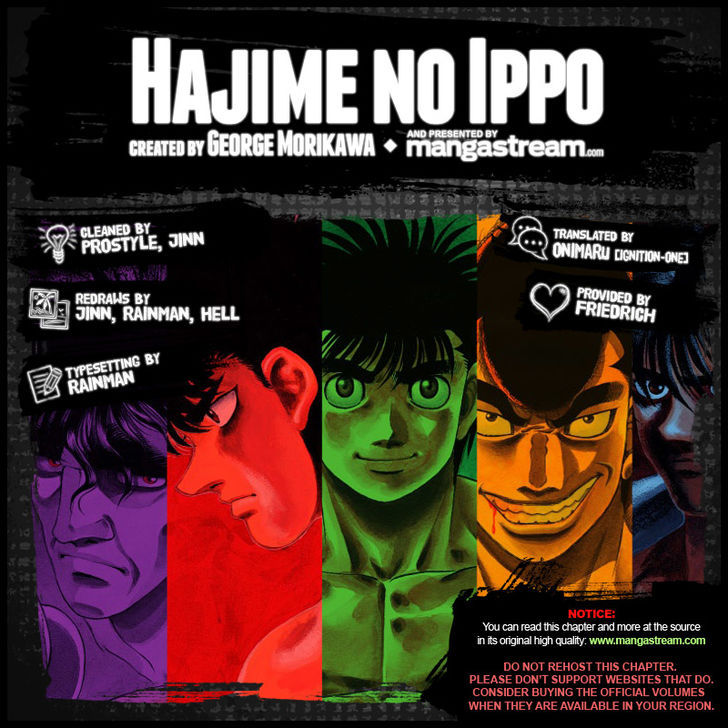 HAJIME NO IPPO
CREATED BY GEORGE MORIKAWA ◆ AND PRESENTED BY mangastream.com
CLEANED BY
PROSTYLE, JINN
REDRAWS BY
JINN, RAINMAN, HELL
TYPESETTING BY
RAINMAN
TRANSLATED BY
ONIMARU [IGNITION-ONE]
PROVIDED BY
FRIEDRICH
NOTICE:
You can read this chapter and more at the source
in its original high quality: www.mangastream.com
DO NOT REHOST THIS CHAPTER.
PLEASE DON'T SUPPORT WEBSITES THAT DO.
CONSIDER BUYING THE OFFICIAL VOLUMES
WHEN THEY ARE AVAILABLE IN YOUR REGION.